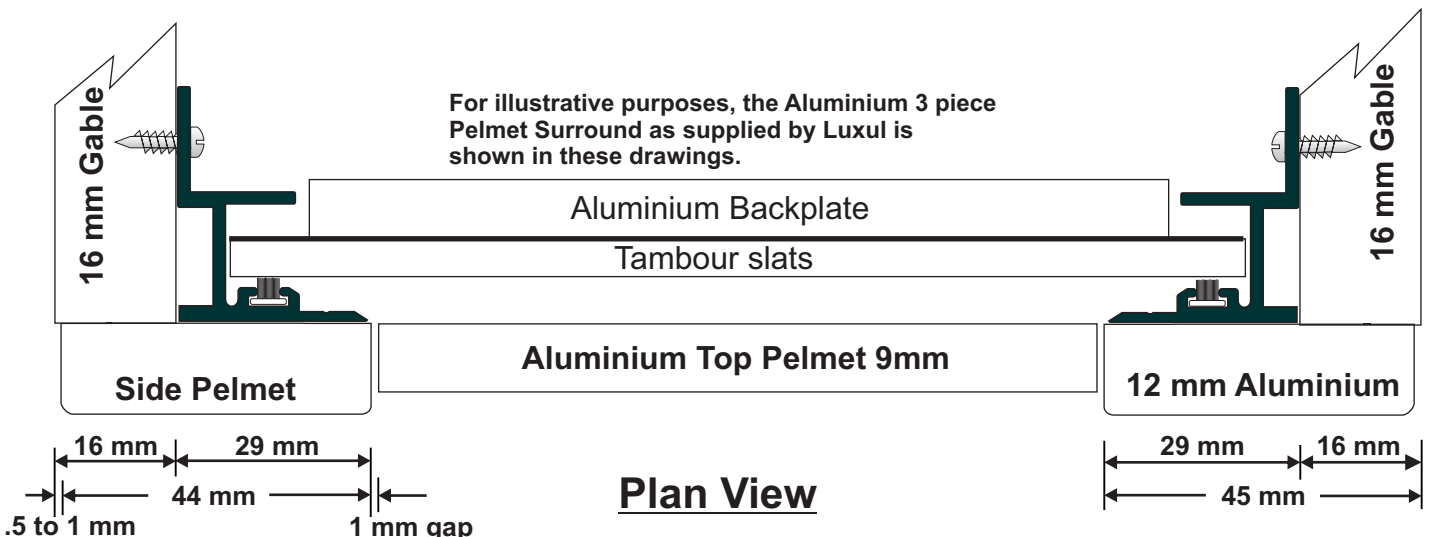 For illustrative purposes, the Aluminium 3 piece
Pelmet Surround as supplied by Luxul is
shown in these drawings.
16 mm Gable
16 mm Gable
Aluminium Backplate
Tambour slats
Aluminium Top Pelmet 9mm
Side Pelmet
12 mm Aluminium
16 mm
29 mm
29 mm
16 mm
44 mm
Plan View
45 mm
.5 to 1 mm
1 mm gap